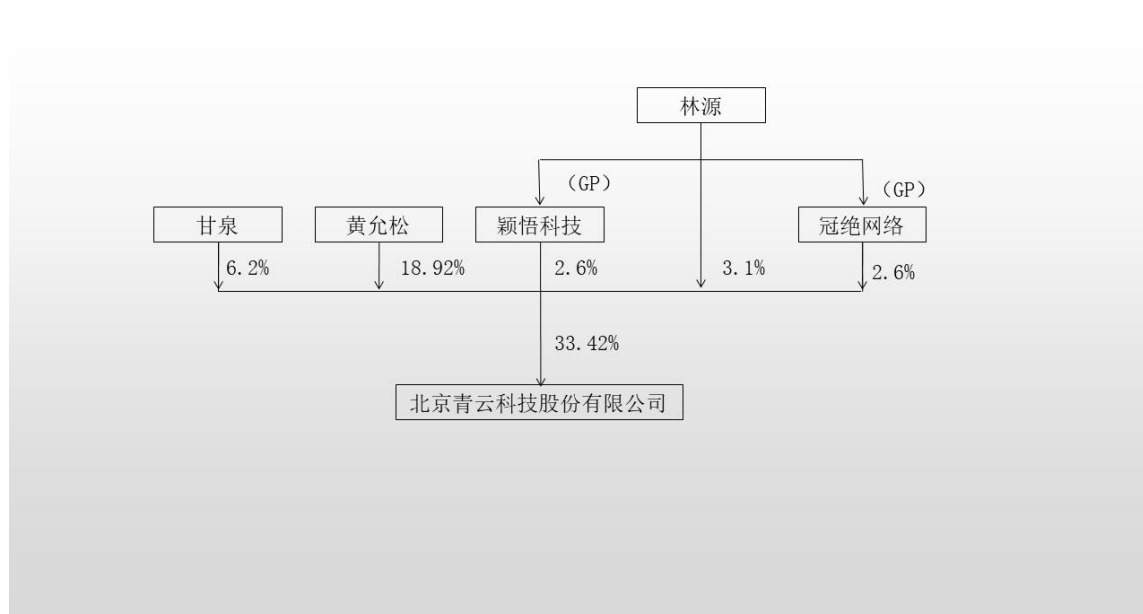 林源
（GP）
（GP）
甘泉
黄允松
颖悟科技
冠绝网络
6.2%
18.92%
2.6%
3.1%
2.6%
33.42%
北京青云科技股份有限公司